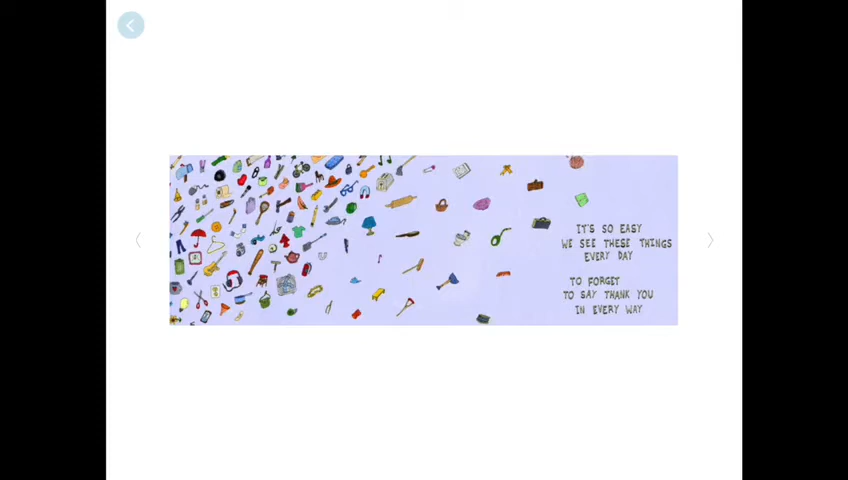 IT'S SO EASY
WE SEE THESE THINGS
EVERY DAY
TO FORGET
TO SAY THANK YOU
IN EVERY WAY